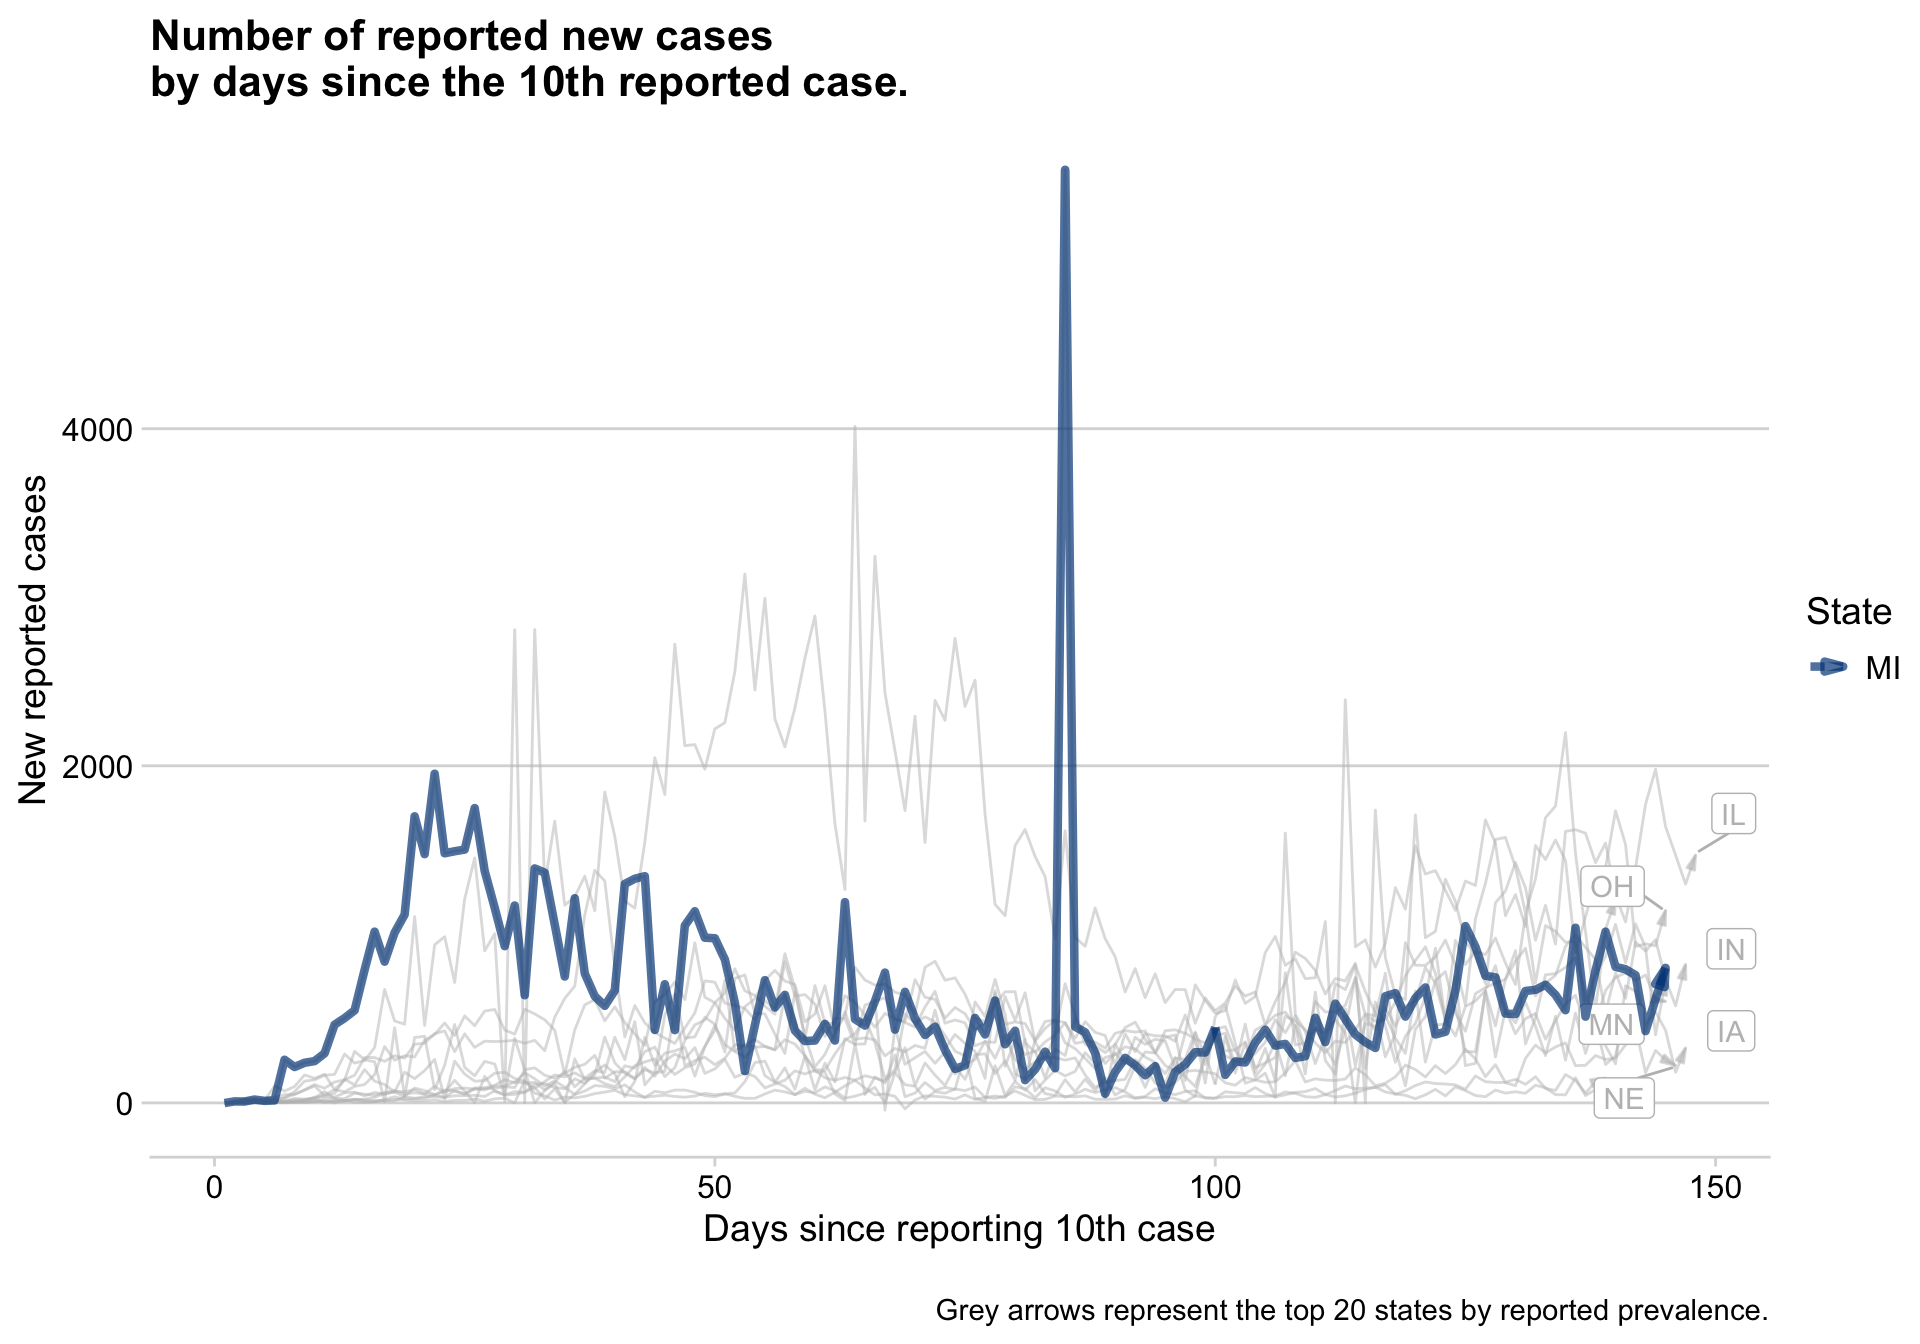 Number of reported new cases
by days since the 10th reported case.
New reported cases
4000
2000
0
0
50
100
150
Days since reporting 10th case
IL
OH
IN
MN
IA
NE
State
MI
Grey arrows represent the top 20 states by reported prevalence.